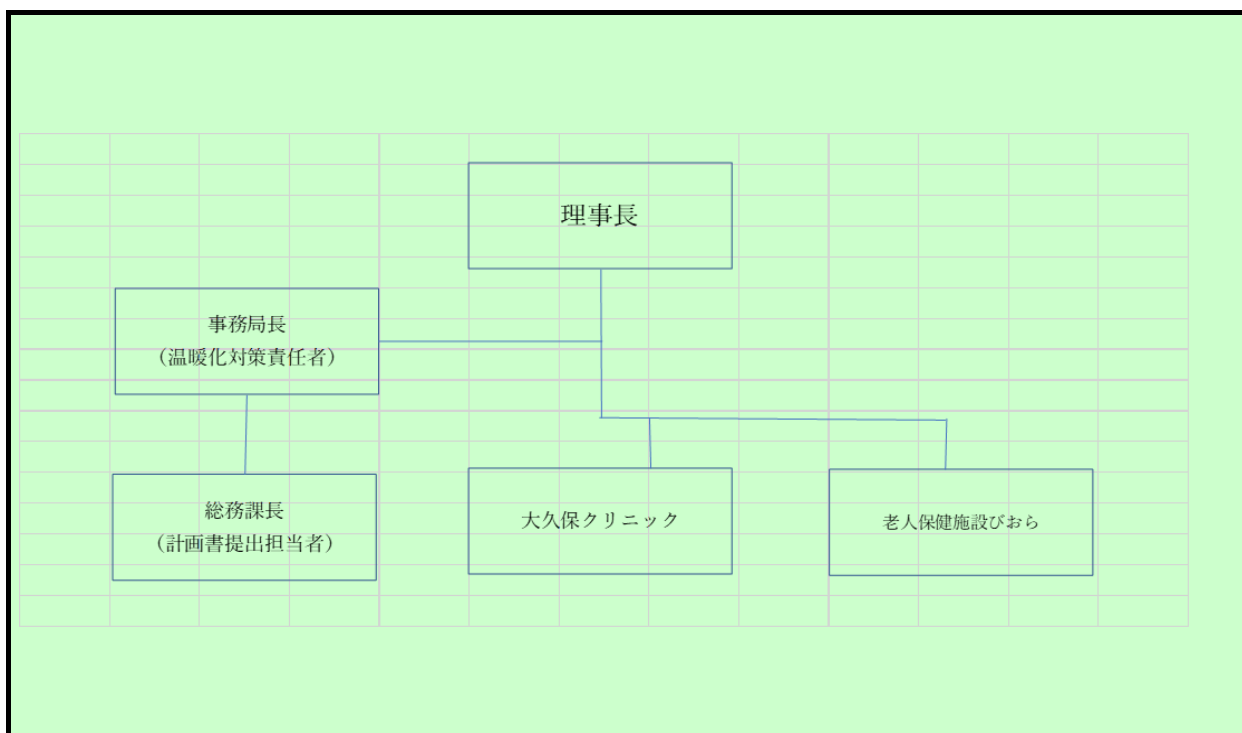 理事長
事務局長
（温暖化対策責任者）
総務課長
（計画書提出担当者）
大久保クリニック
老人保健施設びおら